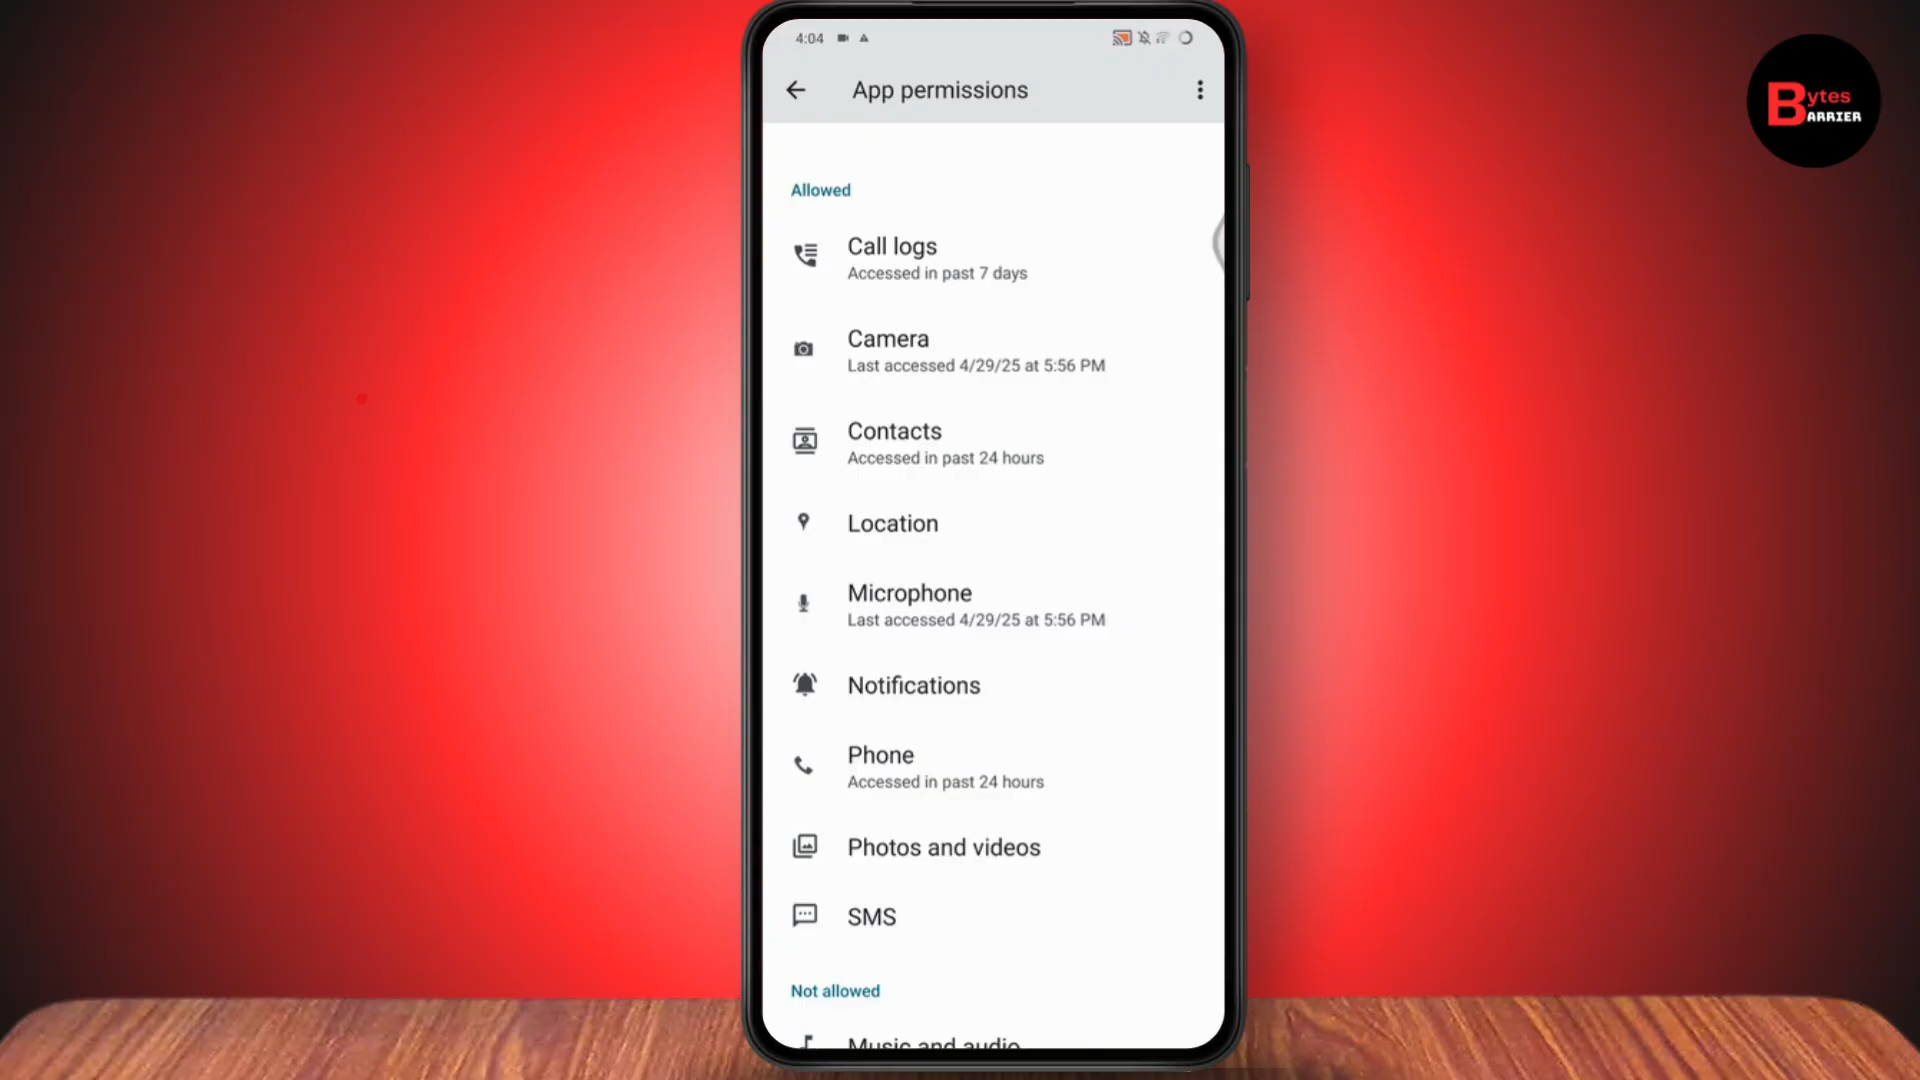 4:04
App permissions
Allowed
Call logs
Accessed in past 7 days
Camera
Last accessed 4/29/25 at 5:56 PM
Contacts
Accessed in past 24 hours
Location
Microphone
Last accessed 4/29/25 at 5:56 PM
Notifications
Phone
Accessed in past 24 hours
Photos and videos
SMS
Not allowed
Music and audio
Bytes
BARRIER